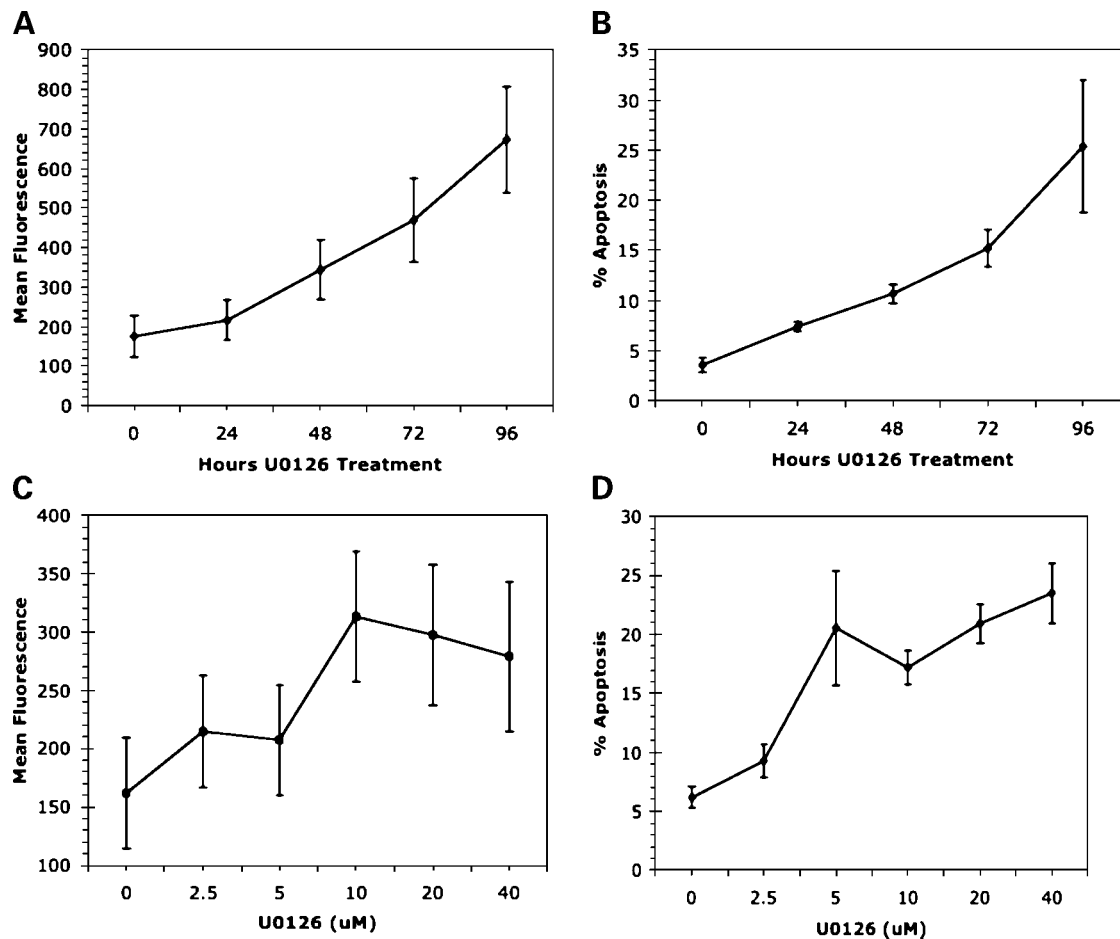 A
900
800
700
600
500
400
300
200
100
0
Mean Fluorescence
0 24 48 72 96
Hours U0126 Treatment
B
35
30
25
20
15
10
5
0
% Apoptosis
0 24 48 72 96
Hours U0126 Treatment
C
400
350
300
250
200
150
100
Mean Fluorescence
0 2.5 5 10 20 40
U0126 (uM)
D
30
25
20
15
10
5
0
% Apoptosis
0 2.5 5 10 20 40
U0126 (uM)